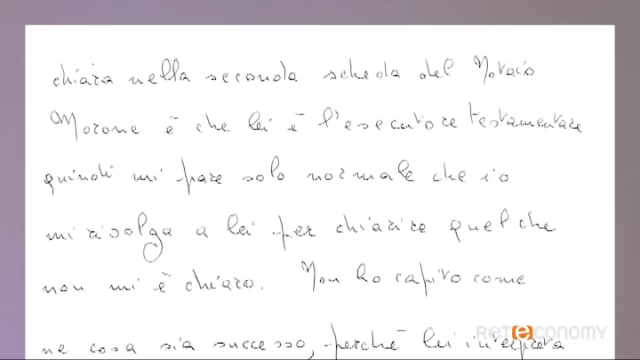 chiara nella seconda scheda del Notaio
Morone è che lei è l'esecutore testamentare
quindi mi pare solo normale che io
mi rivolga a lei per chiarire quel che
non mi è chiaro. Non ho capito come
ne cosa sia successo, perché lei interpreta
RETECONOMY